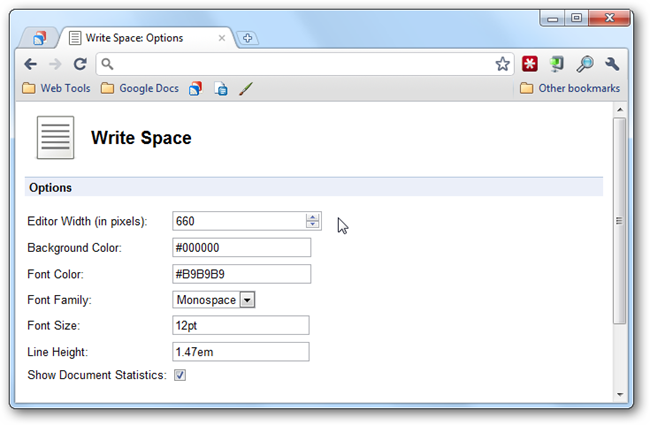 Write Space: Options
Web Tools Google Docs Other bookmarks
Write Space
Options
Editor Width (in pixels): 660
Background Color: #000000
Font Color: #B9B9B9
Font Family: Monospace
Font Size: 12pt
Line Height: 1.47em
Show Document Statistics: